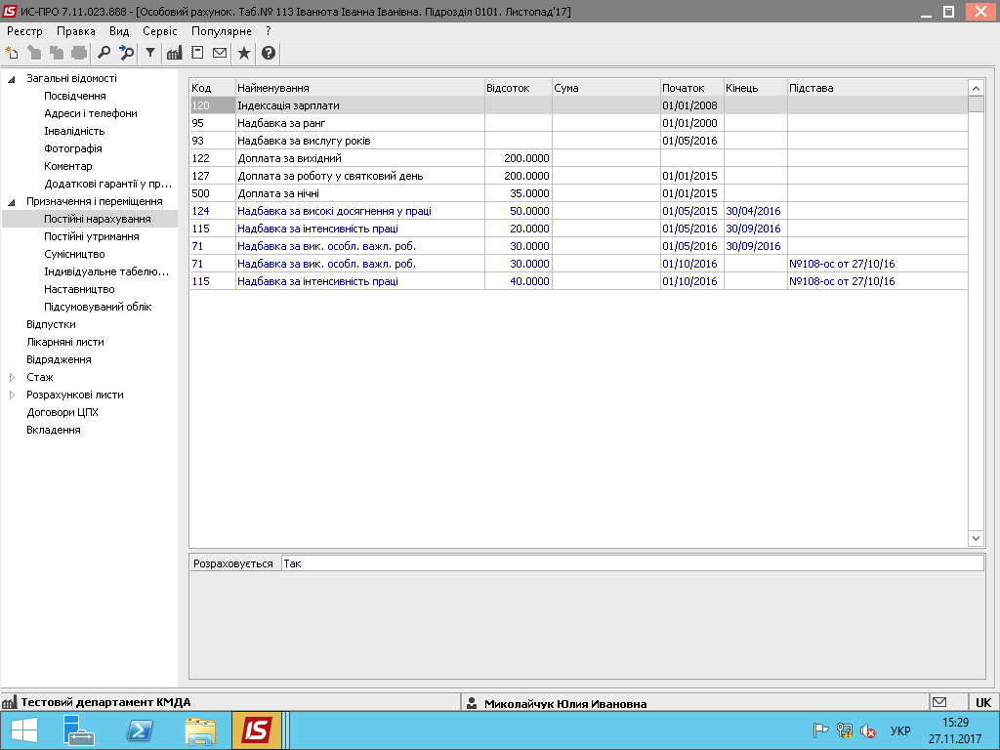 ИС-ПРО 7.11.023.888 - [Особовий рахунок. Таб.№ 113 Іванюта Іванна Іванівна. Підрозділ 0101. Листопад'17]
Реєстр Правка Вид Сервіс Популярне ?
Загальні відомості
Посвідчення
Адреси і телефони
Інвалідність
Фотографія
Коментар
Додаткові гарантії у пр...
Призначення і переміщення
Постійні нарахування
Постійні утримання
Сумісництво
Індивідуальне табелю...
Наставництво
Підсумовуваний облік
Відпустки
Лікарняні листи
Відрядження
Стаж
Розрахункові листи
Договори ЦПХ
Вкладення
Код Найменування Відсоток Сума Початок Кінець Підстава
120 Індексація зарплати 01/01/2008
95 Надбавка за ранг 01/01/2000
93 Надбавка за вислугу років 01/05/2016
122 Доплата за вихідний 200.0000
127 Доплата за роботу у святковий день 200.0000 01/01/2015
500 Доплата за нічні 35.0000 01/01/2015
124 Надбавка за високі досягнення у праці 50.0000 01/05/2015 30/04/2016
115 Надбавка за інтенсивність праці 20.0000 01/05/2016 30/09/2016
71 Надбавка за вик. особл. важл. роб. 30.0000 01/05/2016 30/09/2016
71 Надбавка за вик. особл. важл. роб. 30.0000 01/10/2016 №108-ос от 27/10/16
115 Надбавка за інтенсивність праці 40.0000 01/10/2016 №108-ос от 27/10/16
Розраховується Так
Тестовий департамент КМДА Миколайчук Юлия Ивановна UK
УКР 15:29
27.11.2017